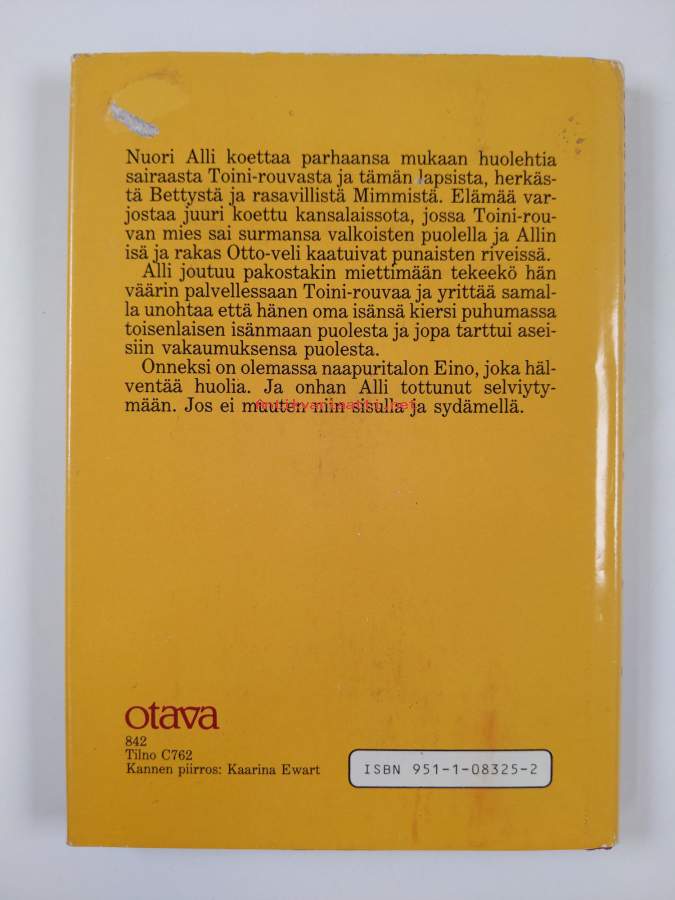 Nuori Alli koettaa parhaansa mukaan huolehtia
sairaasta Toini-rouvasta ja tämän lapsista, herkäs-
tä Bettystä ja rasavillistä Mimmistä. Elämää var-
jostaa juuri koettu kansalaissota, jossa Toini-rou-
van mies sai surmansa valkoisten puolella ja Allin
isä ja rakas Otto-veli kaatuivat punaisten riveissä.
Alli joutuu pakostakin miettimään tekeekö hän
väärin palvellessaan Toini-rouvaa ja yrittää samal-
la unohtaa että hänen oma isänsä kiersi puhumassa
toisenlaisen isänmaan puolesta ja jopa tarttui asei-
siin vakaumuksensa puolesta.
Onneksi on olemassa naapuritalon Eino, joka häl-
ventää huolia. Ja onhan Alli tottunut selviyty-
mään. Jos ei muuten niin sisulla ja sydämellä.
Antikvariaatti.net
otava
842
Tilno C762
Kannen piirros: Kaarina Ewart
ISBN 951-1-08325-2